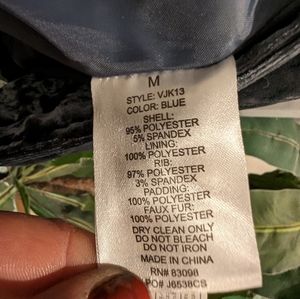 M
STYLE: VJK13
COLOR: BLUE
SHELL:
95% POLYESTER
5% SPANDEX
LINING:
100% POLYESTER
RIB:
97% POLYESTER
3% SPANDEX
PADDING:
100% POLYESTER
FAUX FUR:
100% POLYESTER
DRY CLEAN ONLY
DO NOT BLEACH
DO NOT IRON
MADE IN CHINA
RN# 83098
PO# J6538CS